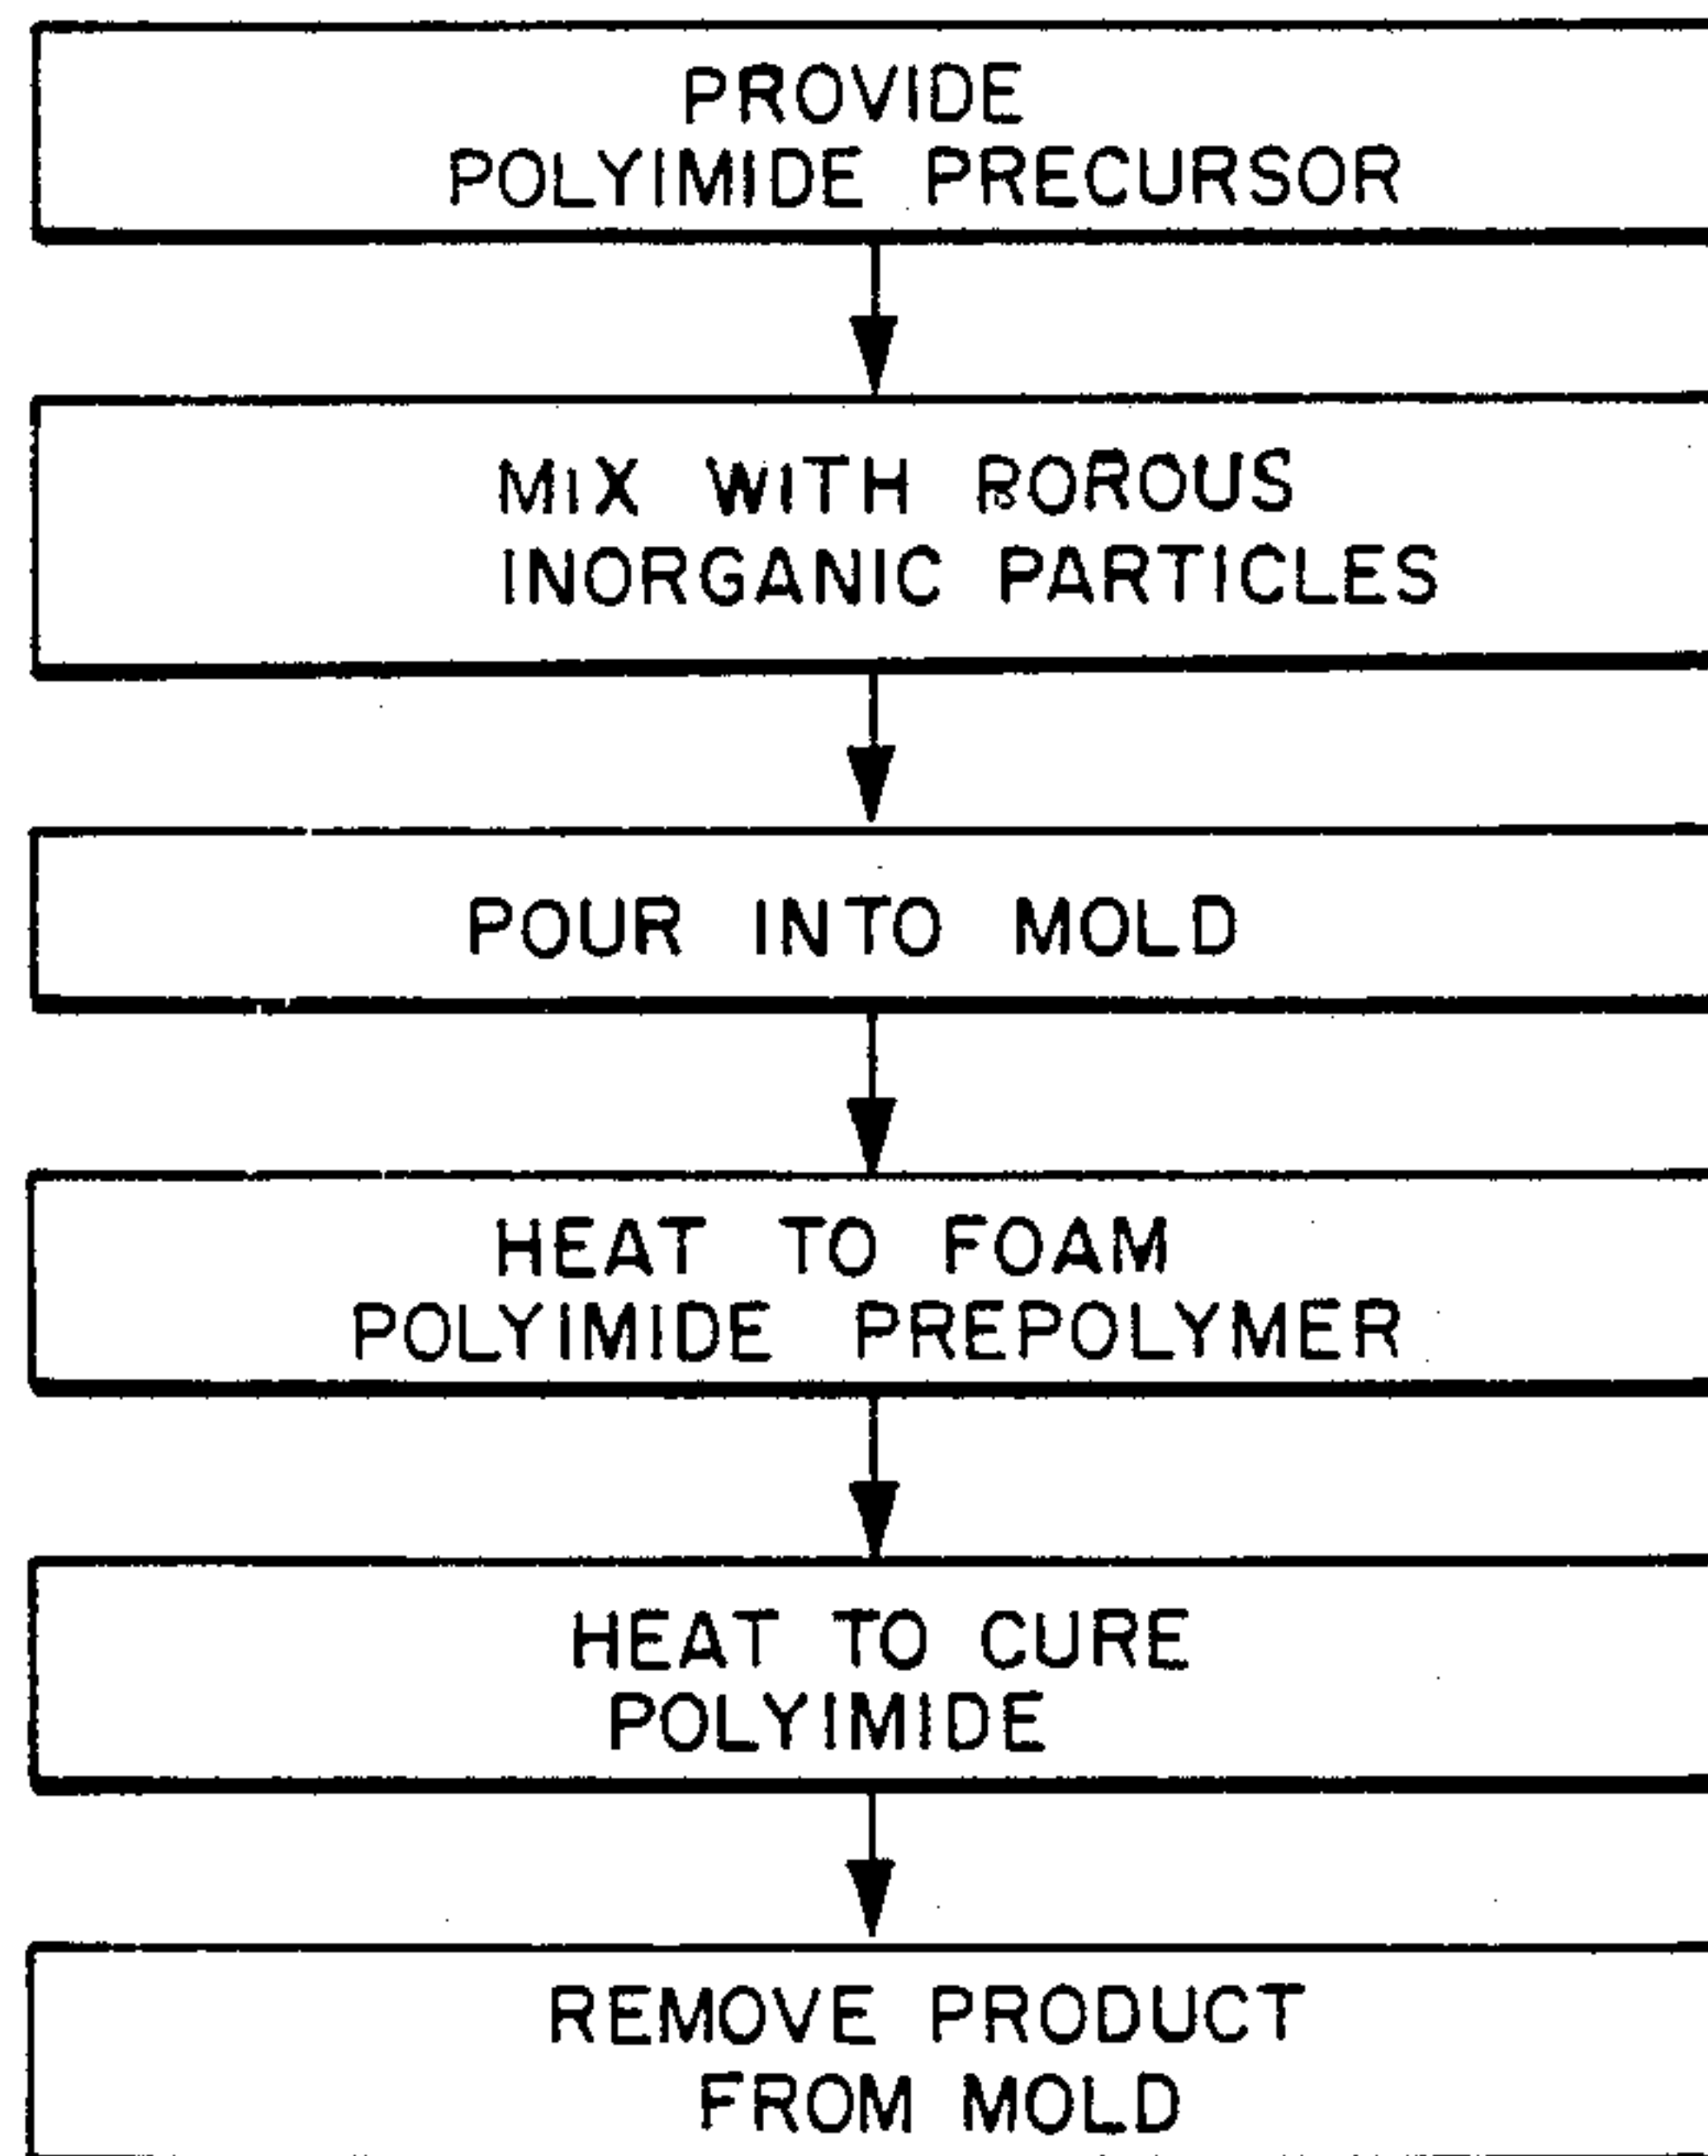 PROVIDE
POLYIMIDE PRECURSOR
MIX WITH POROUS
INORGANIC PARTICLES
POUR INTO MOLD
HEAT TO FOAM
POLYIMIDE PREPOLYMER
HEAT TO CURE
POLYIMIDE
REMOVE PRODUCT
FROM MOLD